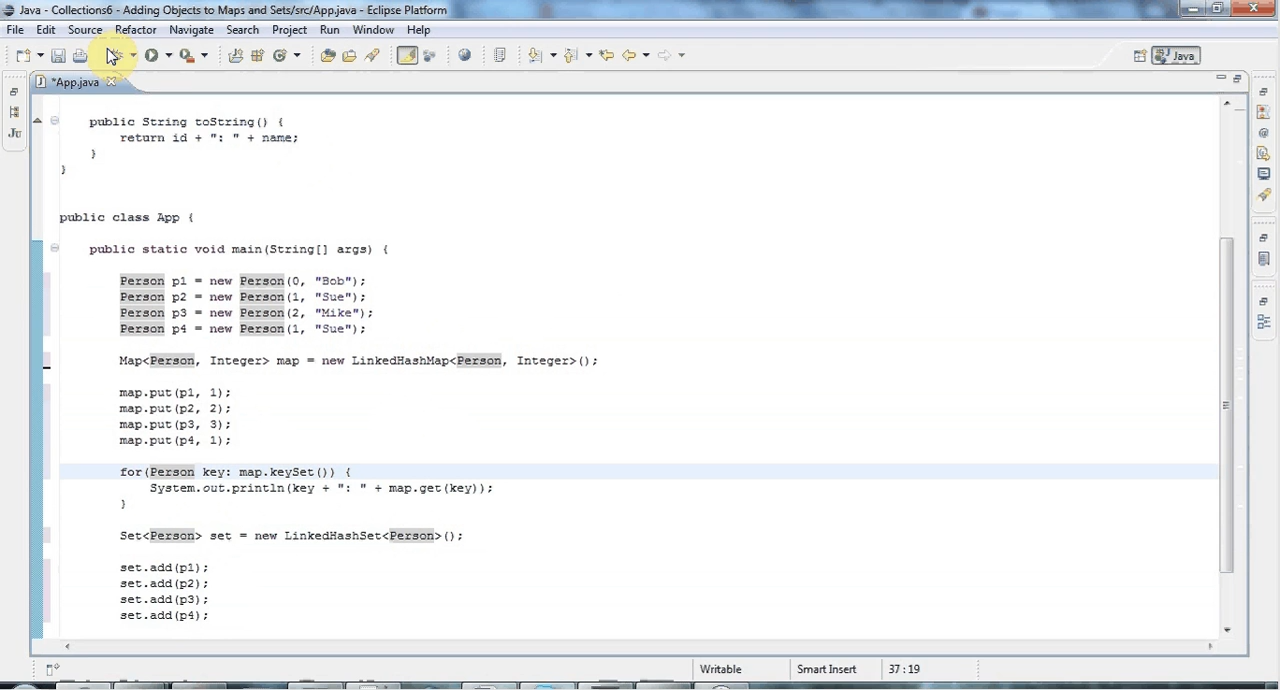 Java - Collections6 - Adding Objects to Maps and Sets/src/App.java - Eclipse Platform
File Edit Source Refactor Navigate Search Project Run Window Help
Java
*App.java
public String toString() {
return id + ": " + name;
}
}
public class App {
public static void main(String[] args) {
Person p1 = new Person(0, "Bob");
Person p2 = new Person(1, "Sue");
Person p3 = new Person(2, "Mike");
Person p4 = new Person(1, "Sue");
Map<Person, Integer> map = new LinkedHashMap<Person, Integer>();
map.put(p1, 1);
map.put(p2, 2);
map.put(p3, 3);
map.put(p4, 1);
for(Person key: map.keySet()) {
System.out.println(key + ": " + map.get(key));
}
Set<Person> set = new LinkedHashSet<Person>();
set.add(p1);
set.add(p2);
set.add(p3);
set.add(p4);
Writable Smart Insert 37 : 19